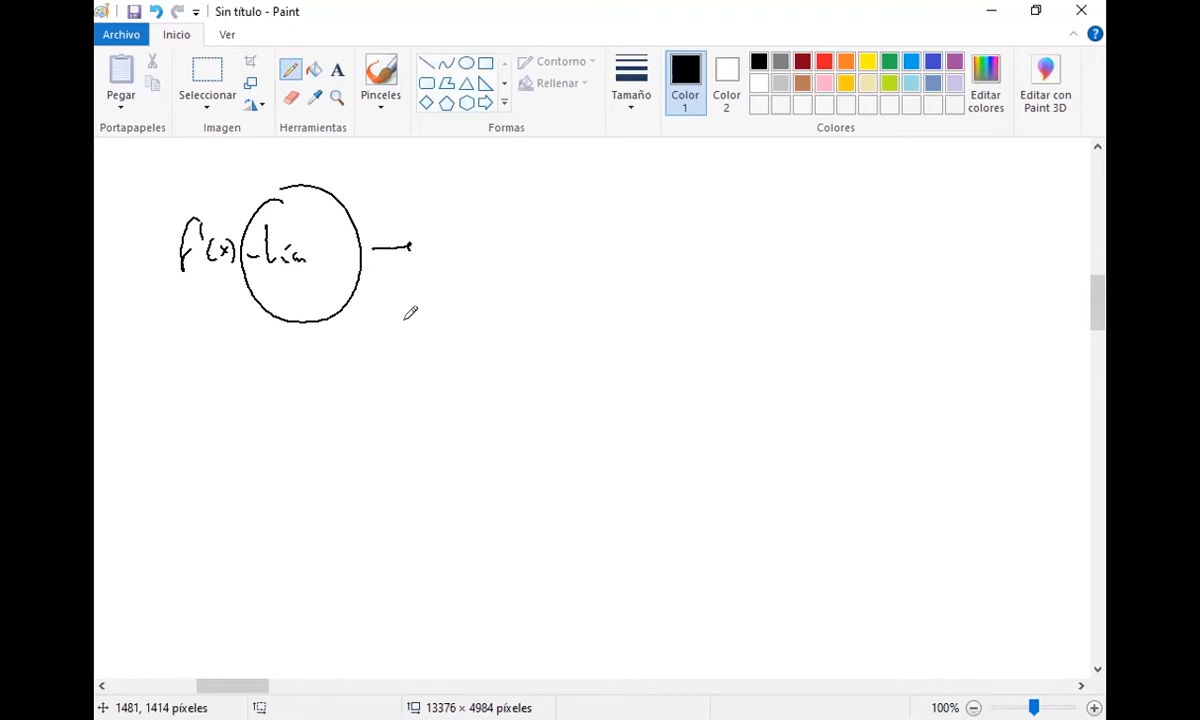 Sin título - Paint
Archivo Inicio Ver
Pegar Seleccionar Pinceles Contorno Rellenar Tamaño Color 1 Color 2 Editar colores Editar con Paint 3D
Portapapeles Imagen Herramientas Formas Colores
f'(x) - lim
1481, 1414 píxeles 13376 × 4984 píxeles 100%